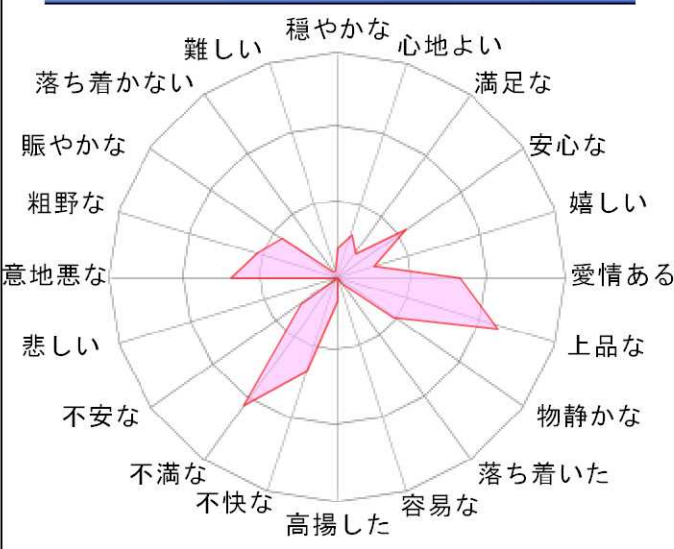 穏やかな
心地よい
満足な
安心な
嬉しい
愛情ある
上品な
物静かな
落ち着いた
容易な
高揚した
不快な
不満な
不安な
悲しい
意地悪な
粗野な
賑やかな
落ち着かない
難しい